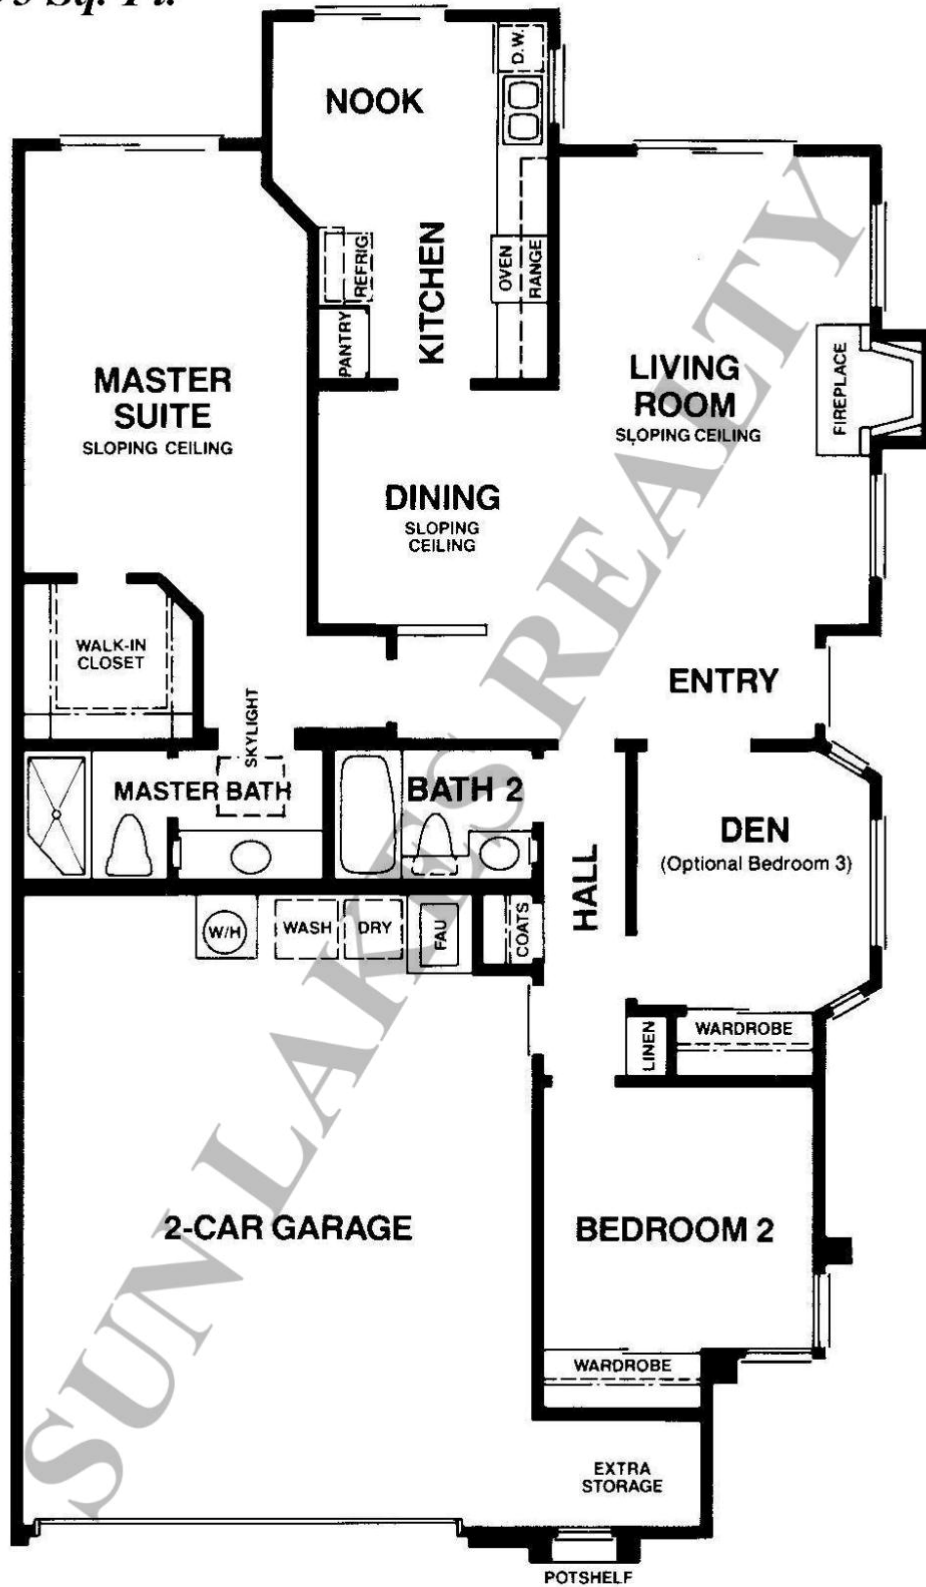 Sq. Ft.
NOOK
D.W.
KITCHEN
REFRIG.
PANTRY
OVEN
RANGE
MASTER
SUITE
SLOPING CEILING
LIVING
ROOM
SLOPING CEILING
FIREPLACE
DINING
SLOPING
CEILING
WALK-IN
CLOSET
SKYLIGHT
ENTRY
MASTER BATH
BATH 2
DEN
(Optional Bedroom 3)
HALL
W/H
WASH
DRY
FAU
COATS
LINEN
WARDROBE
2-CAR GARAGE
BEDROOM 2
WARDROBE
EXTRA
STORAGE
POTSHELF
SUN LAKES REALTY